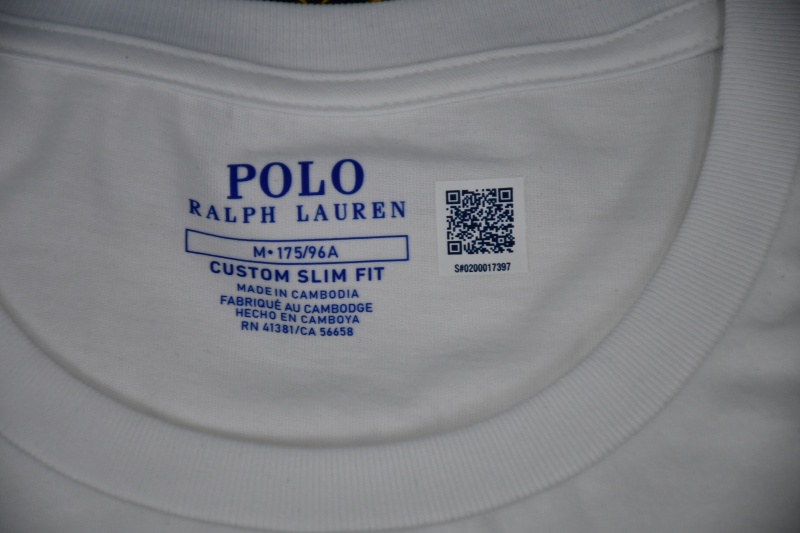 POLO
RALPH LAUREN
M• 175/96A
CUSTOM SLIM FIT
MADE IN CAMBODIA
FABRIQUÉ AU CAMBODGE
HECHO EN CAMBOYA
RN 41381/CA 56658
S#0200017397